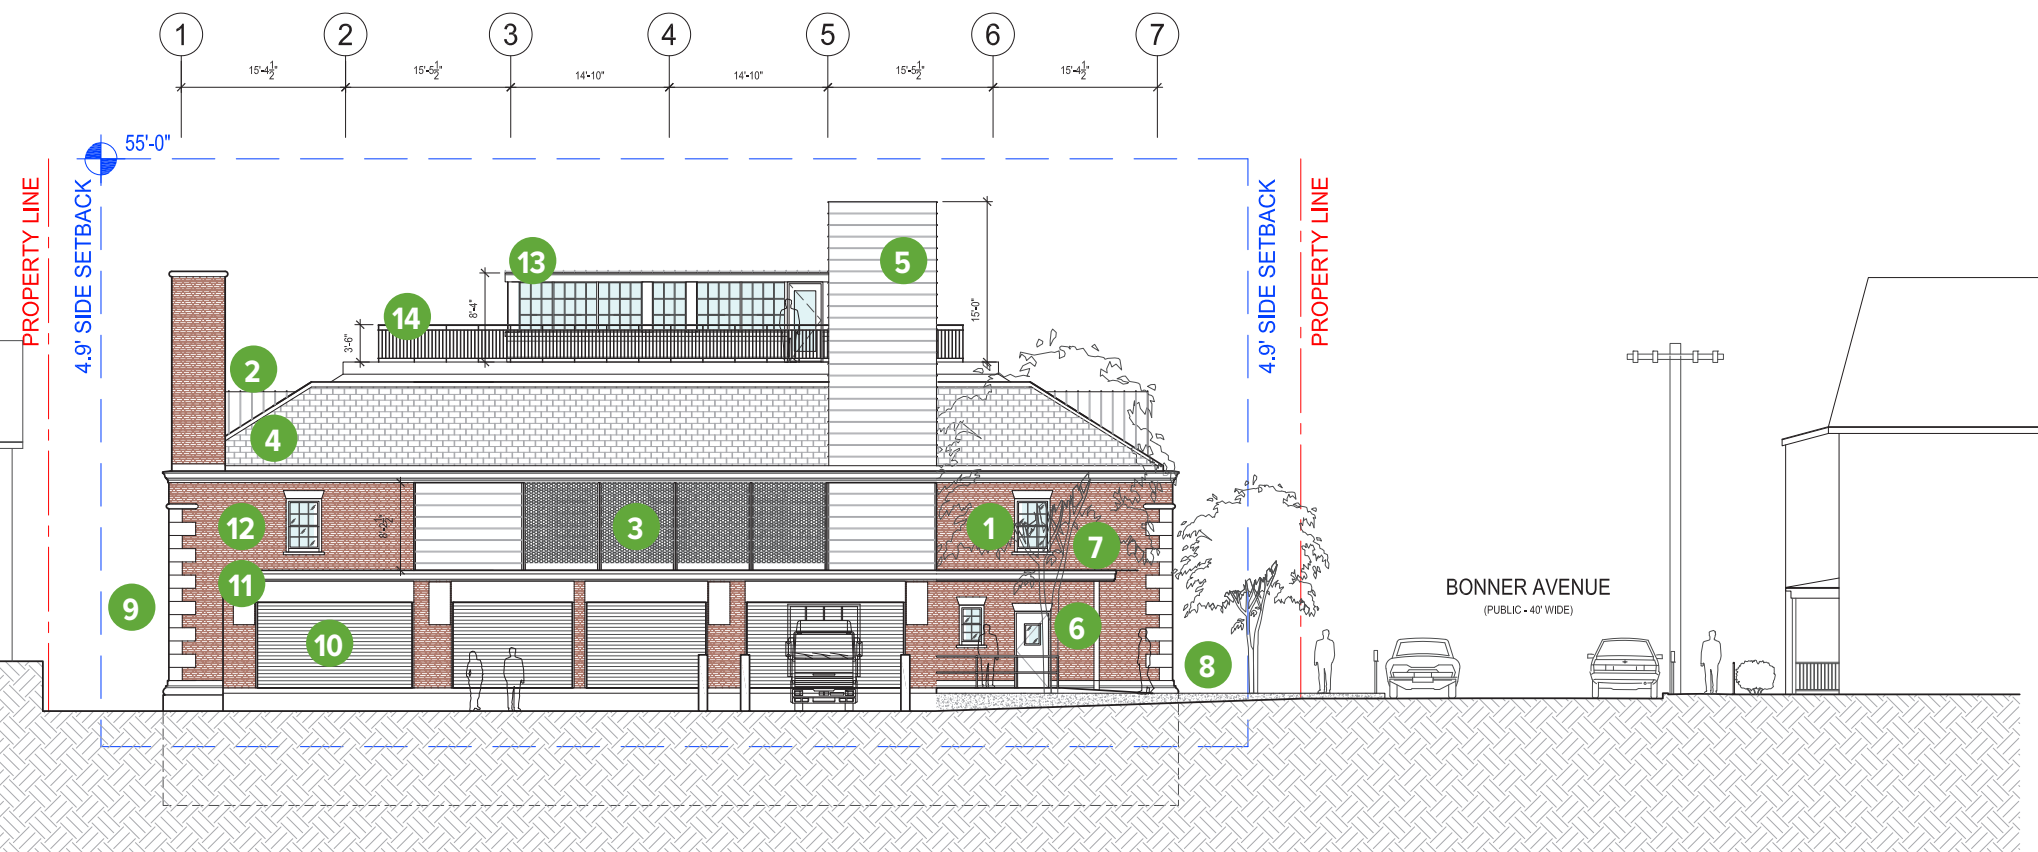 1 2 3 4 5 6 7
15'-4½" 15'-5½" 14'-10" 14'-10" 15'-5½" 15'-4½"
55'-0"
PROPERTY LINE
4.9' SIDE SETBACK
4.9' SIDE SETBACK
PROPERTY LINE
13
5
8'-4"
15'-0"
14
3'-6"
2
4
12
3
1
7
11
9
10
6
8
BONNER AVENUE
(PUBLIC - 40' WIDE)